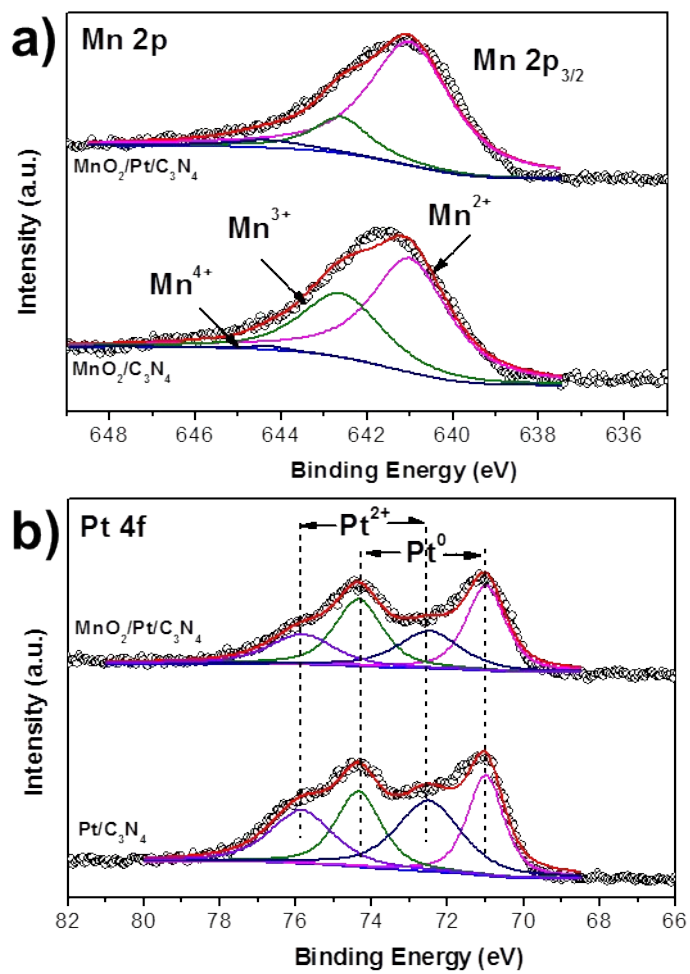 a)
Mn 2p
Mn 2p3/2
MnO2/Pt/C3N4
Mn2+
Mn3+
Mn4+
MnO2/C3N4
Intensity (a.u.)
648 646 644 642 640 638 636
Binding Energy (eV)
b)
Pt 4f
Pt2+
Pt0
MnO2/Pt/C3N4
Pt/C3N4
Intensity (a.u.)
82 80 78 76 74 72 70 68 66
Binding Energy (eV)